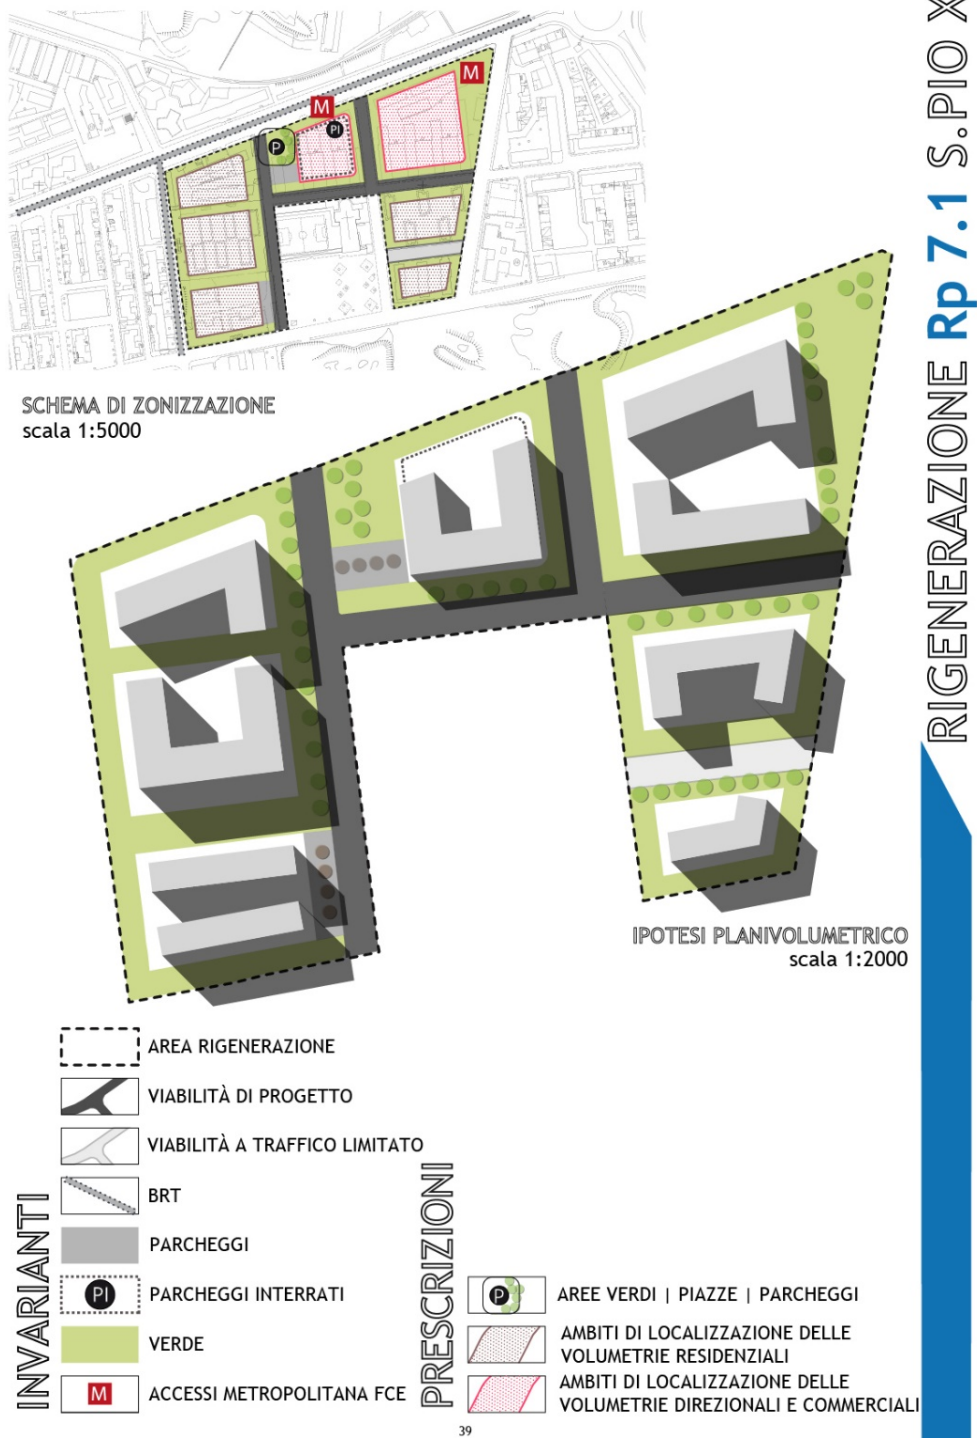 M
M
PI
P
SCHEMA DI ZONIZZAZIONE
scala 1:5000
RIGENERAZIONE Rp 7.1 S.PIO X
IPOTESI PLANIVOLUMETRICO
scala 1:2000
INVARIANTI
AREA RIGENERAZIONE
VIABILITÀ DI PROGETTO
VIABILITÀ A TRAFFICO LIMITATO
BRT
PARCHEGGI
PI PARCHEGGI INTERRATI
VERDE
M ACCESSI METROPOLITANA FCE
PRESCRIZIONI
P AREE VERDI | PIAZZE | PARCHEGGI
AMBITI DI LOCALIZZAZIONE DELLE
VOLUMETRIE RESIDENZIALI
AMBITI DI LOCALIZZAZIONE DELLE
VOLUMETRIE DIREZIONALI E COMMERCIALI
39